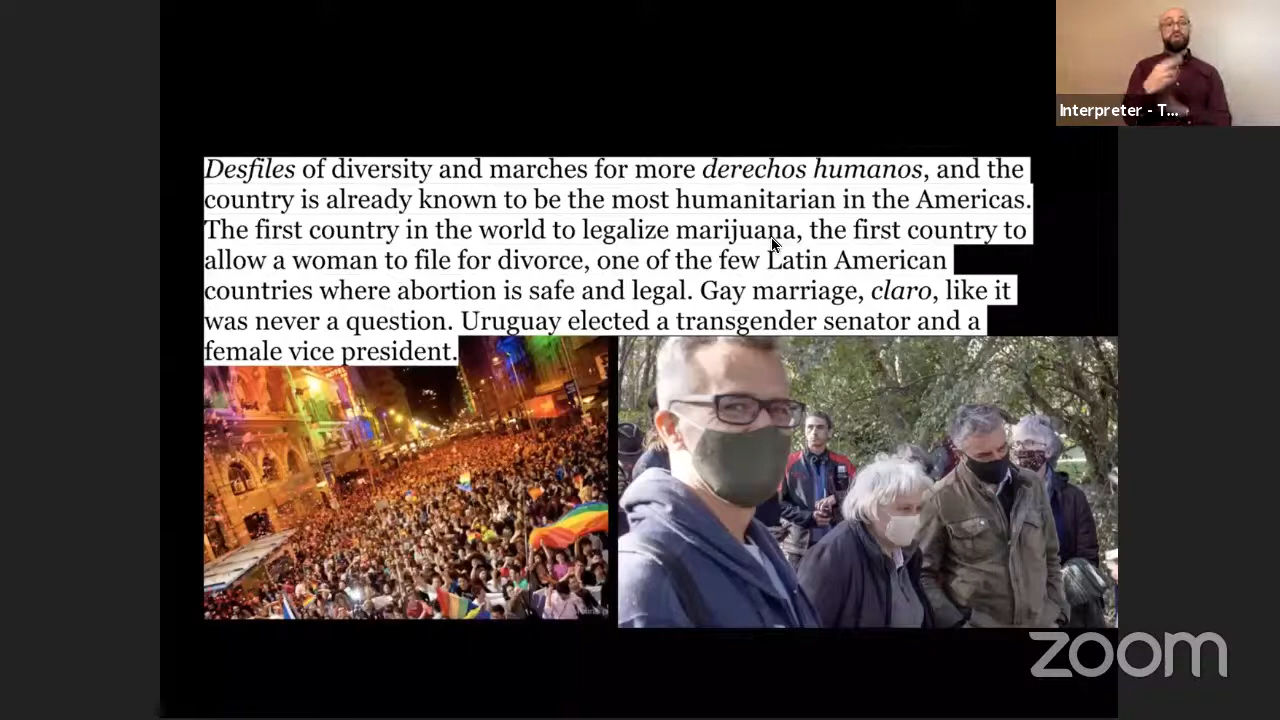 Interpreter - T...
Desfiles of diversity and marches for more derechos humanos, and the
country is already known to be the most humanitarian in the Americas.
The first country in the world to legalize marijuana, the first country to
allow a woman to file for divorce, one of the few Latin American
countries where abortion is safe and legal. Gay marriage, claro, like it
was never a question. Uruguay elected a transgender senator and a
female vice president.
zoom